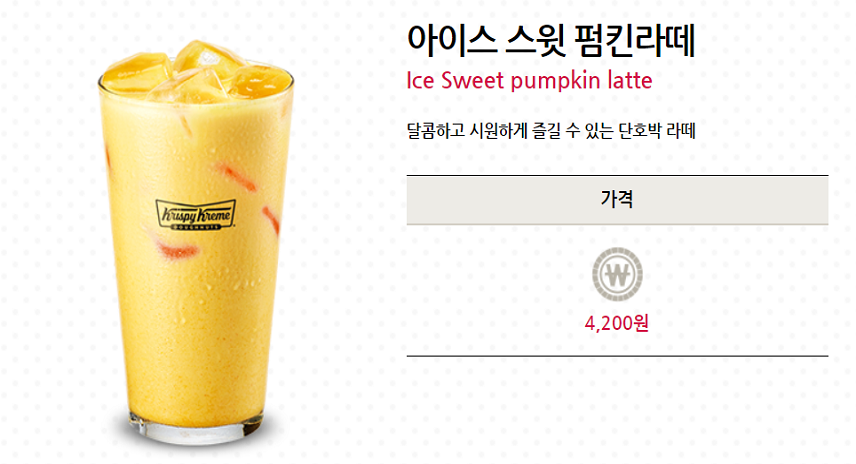 아이스 스윗 펌킨라떼
Ice Sweet pumpkin latte
달콤하고 시원하게 즐길 수 있는 단호박 라떼
Krispy Kreme
DOUGHNUTS
가격
₩
4,200원